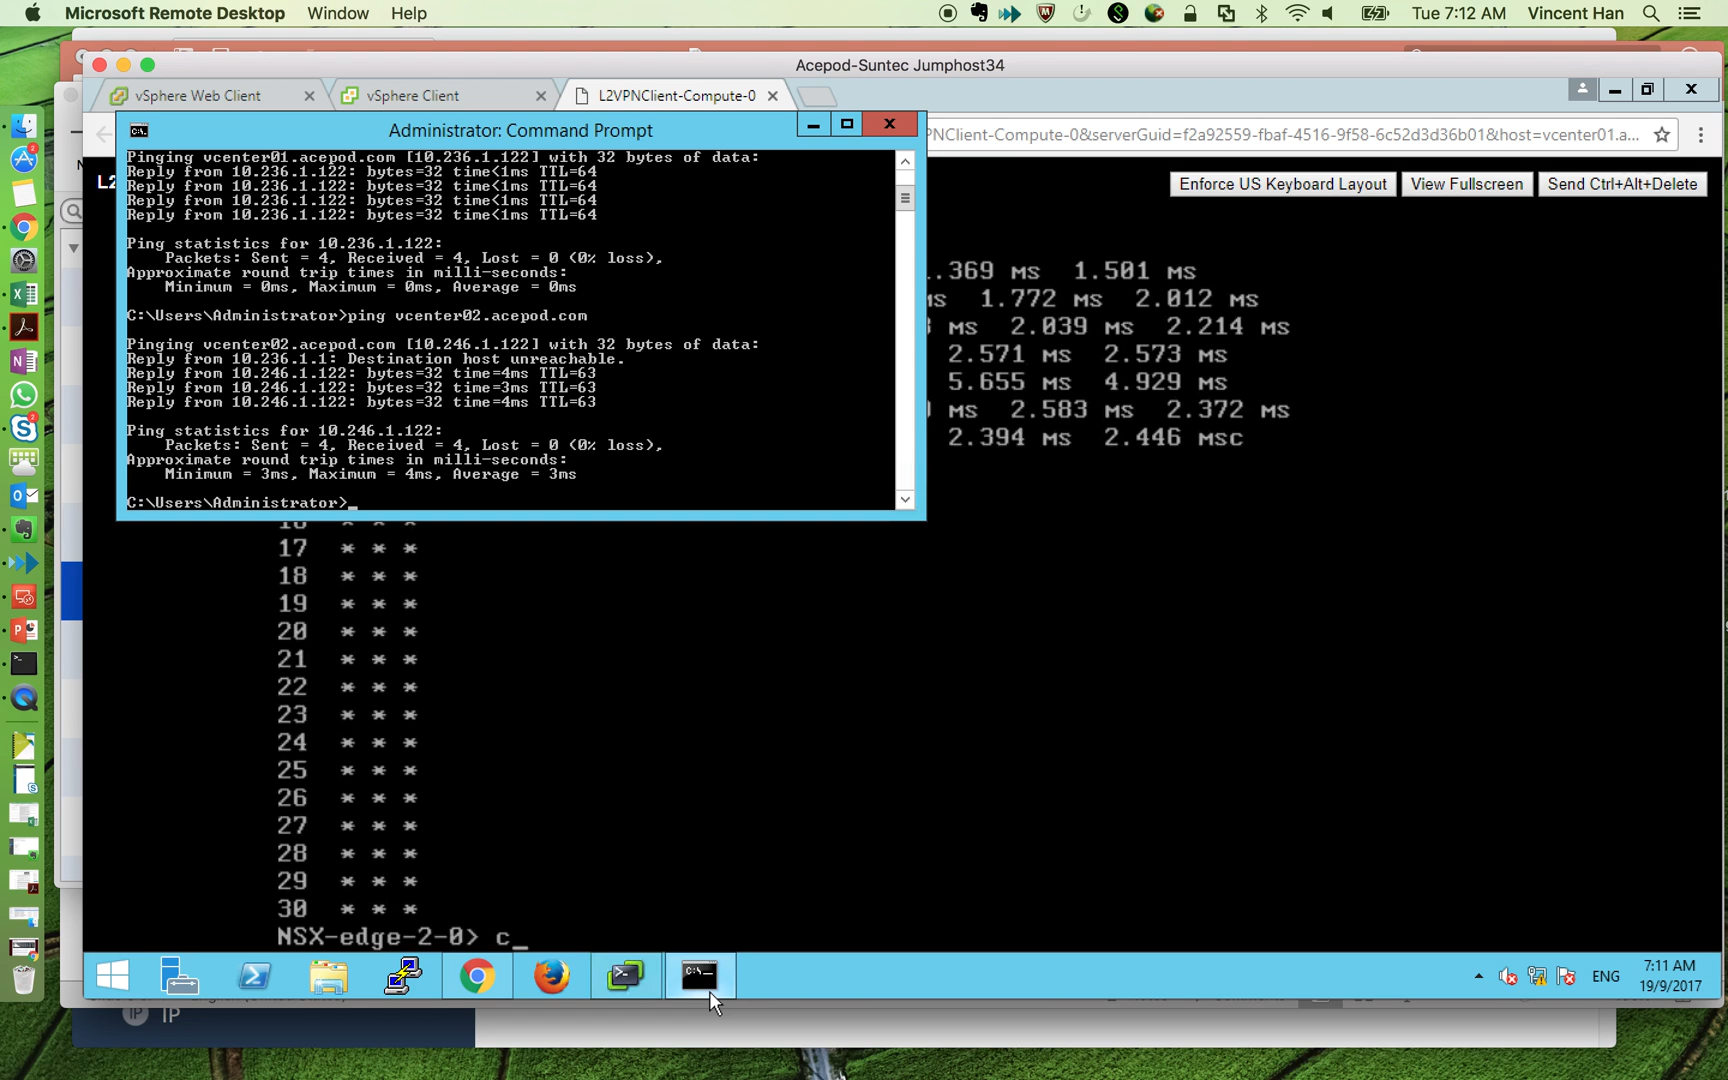 Microsoft Remote Desktop Window Help
Tue 7:12 AM Vincent Han
Acepod-Suntec Jumphost34
vSphere Web Client
vSphere Client
L2VPNClient-Compute-0
PNClient-Compute-0&serverGuid=f2a92559-fbaf-4516-9f58-6c52d3d36b01&host=vcenter01.a...
Administrator: Command Prompt
Enforce US Keyboard Layout
View Fullscreen
Send Ctrl+Alt+Delete
Pinging vcenter01.acepod.com [10.236.1.122] with 32 bytes of data:
Reply from 10.236.1.122: bytes=32 time<1ms TTL=64
Reply from 10.236.1.122: bytes=32 time<1ms TTL=64
Reply from 10.236.1.122: bytes=32 time<1ms TTL=64
Reply from 10.236.1.122: bytes=32 time<1ms TTL=64
Ping statistics for 10.236.1.122:
Packets: Sent = 4, Received = 4, Lost = 0 (0% loss),
Approximate round trip times in milli-seconds:
Minimum = 0ms, Maximum = 0ms, Average = 0ms
C:\Users\Administrator>ping vcenter02.acepod.com
Pinging vcenter02.acepod.com [10.246.1.122] with 32 bytes of data:
Reply from 10.236.1.1: Destination host unreachable.
Reply from 10.246.1.122: bytes=32 time=4ms TTL=63
Reply from 10.246.1.122: bytes=32 time=3ms TTL=63
Reply from 10.246.1.122: bytes=32 time=4ms TTL=63
Ping statistics for 10.246.1.122:
Packets: Sent = 4, Received = 4, Lost = 0 (0% loss),
Approximate round trip times in milli-seconds:
Minimum = 3ms, Maximum = 4ms, Average = 3ms
C:\Users\Administrator>_
.369 ms 1.501 ms
ms 1.772 ms 2.012 ms
ms 2.039 ms 2.214 ms
2.571 ms 2.573 ms
5.655 ms 4.929 ms
ms 2.583 ms 2.372 ms
2.394 ms 2.446 msc
17 * * *
18 * * *
19 * * *
20 * * *
21 * * *
22 * * *
23 * * *
24 * * *
25 * * *
26 * * *
27 * * *
28 * * *
29 * * *
30 * * *
NSX-edge-2-0> c_
ENG
7:11 AM
19/9/2017
IP IP